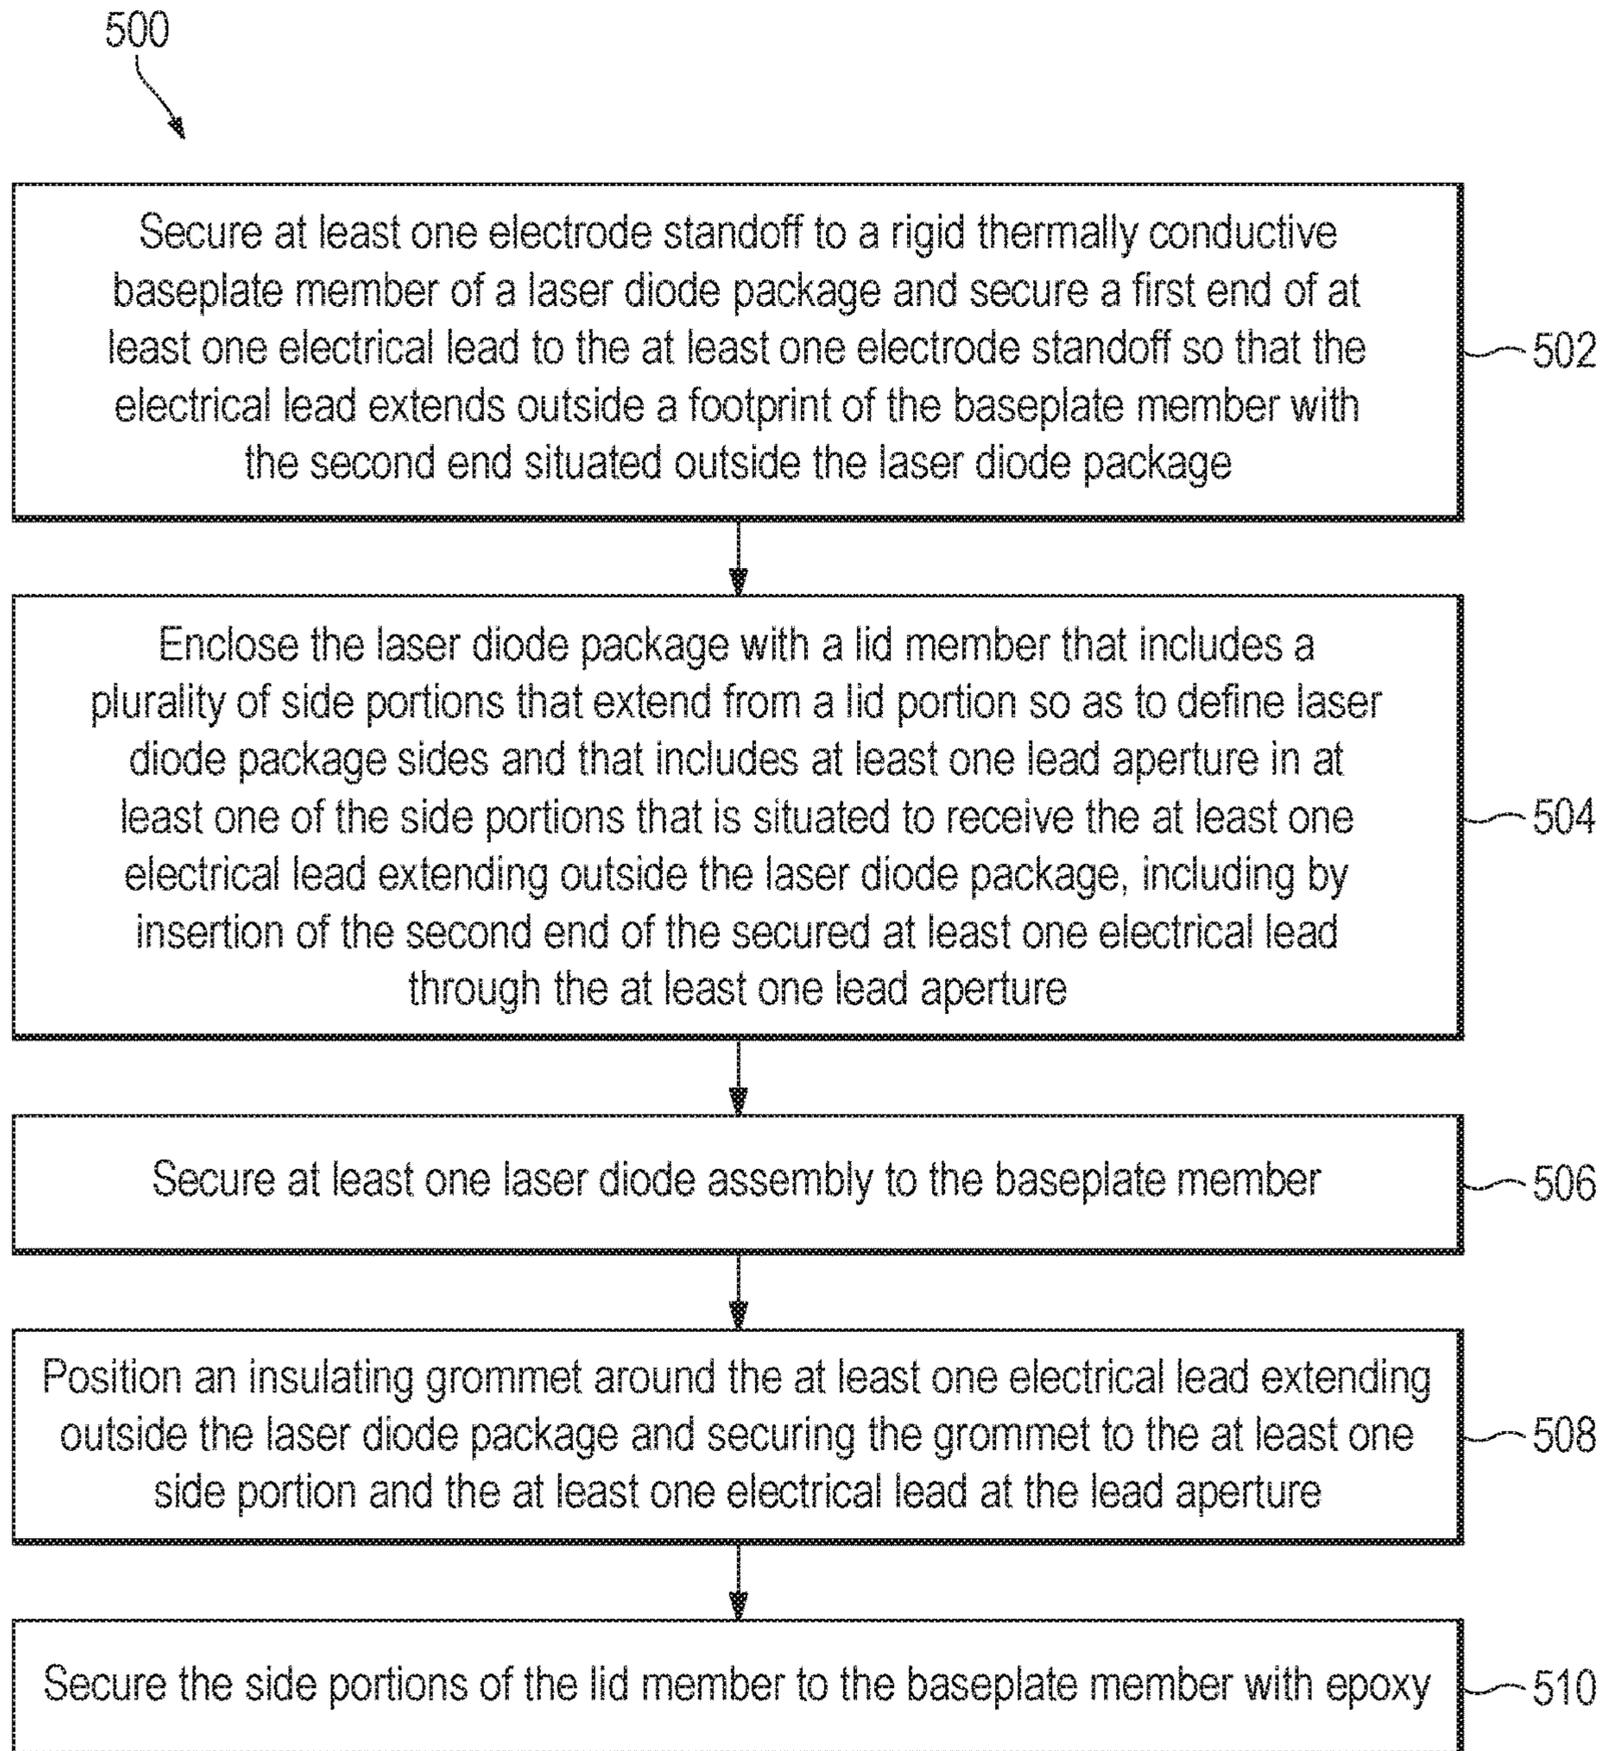 500
Secure at least one electrode standoff to a rigid thermally conductive
baseplate member of a laser diode package and secure a first end of at
least one electrical lead to the at least one electrode standoff so that the
electrical lead extends outside a footprint of the baseplate member with
the second end situated outside the laser diode package
502
Enclose the laser diode package with a lid member that includes a
plurality of side portions that extend from a lid portion so as to define laser
diode package sides and that includes at least one lead aperture in at
least one of the side portions that is situated to receive the at least one
electrical lead extending outside the laser diode package, including by
insertion of the second end of the secured at least one electrical lead
through the at least one lead aperture
504
Secure at least one laser diode assembly to the baseplate member
506
Position an insulating grommet around the at least one electrical lead extending
outside the laser diode package and securing the grommet to the at least one
side portion and the at least one electrical lead at the lead aperture
508
Secure the side portions of the lid member to the baseplate member with epoxy
510